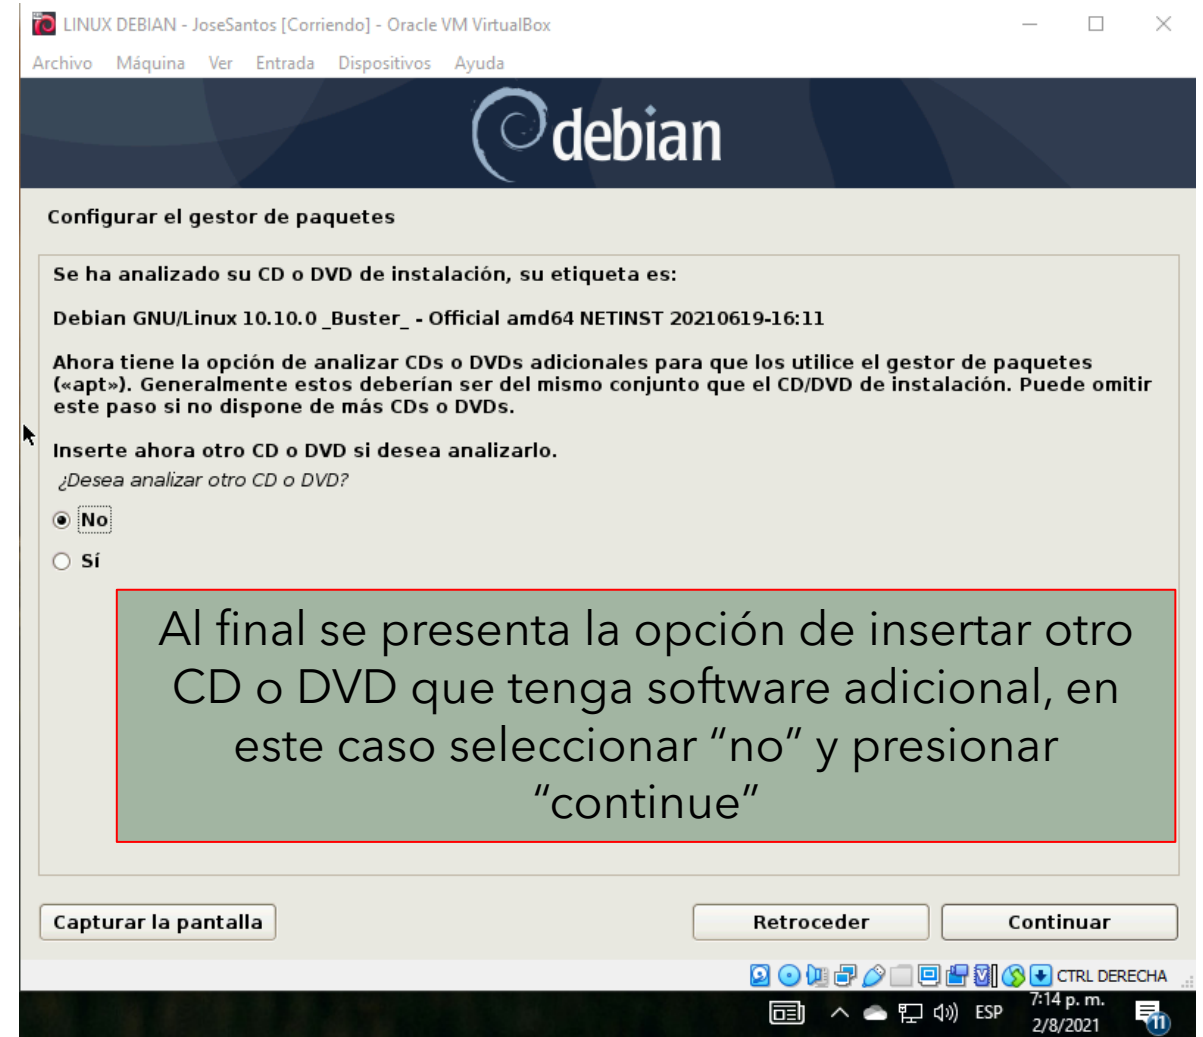 LINUX DEBIAN - JoseSantos [Corriendo] - Oracle VM VirtualBox
Archivo Máquina Ver Entrada Dispositivos Ayuda
debian
Configurar el gestor de paquetes
Se ha analizado su CD o DVD de instalación, su etiqueta es:
Debian GNU/Linux 10.10.0 _Buster_ - Official amd64 NETINST 20210619-16:11
Ahora tiene la opción de analizar CDs o DVDs adicionales para que los utilice el gestor de paquetes
(«apt»). Generalmente estos deberían ser del mismo conjunto que el CD/DVD de instalación. Puede omitir
este paso si no dispone de más CDs o DVDs.
Inserte ahora otro CD o DVD si desea analizarlo.
¿Desea analizar otro CD o DVD?
No
Sí
Al final se presenta la opción de insertar otro
CD o DVD que tenga software adicional, en
este caso seleccionar “no” y presionar
“continue”
Capturar la pantalla
Retroceder
Continuar
CTRL DERECHA
ESP
7:14 p. m.
2/8/2021
11